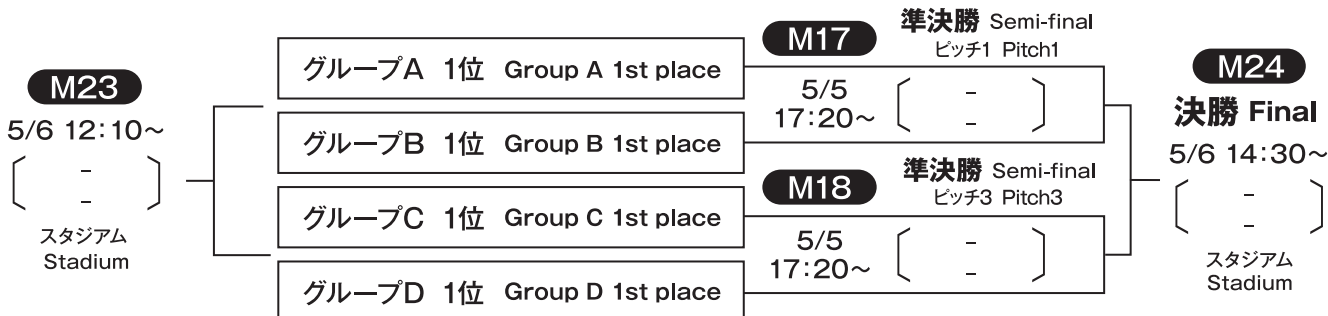 M23
5/6 12:10～
[ - - ]
スタジアム
Stadium
グループA 1位 Group A 1st place
グループB 1位 Group B 1st place
グループC 1位 Group C 1st place
グループD 1位 Group D 1st place
M17
準決勝 Semi-final
ピッチ1 Pitch1
5/5
17:20～
[ - - ]
M18
準決勝 Semi-final
ピッチ3 Pitch3
5/5
17:20～
[ - - ]
M24
決勝 Final
5/6 14:30～
[ - - ]
スタジアム
Stadium